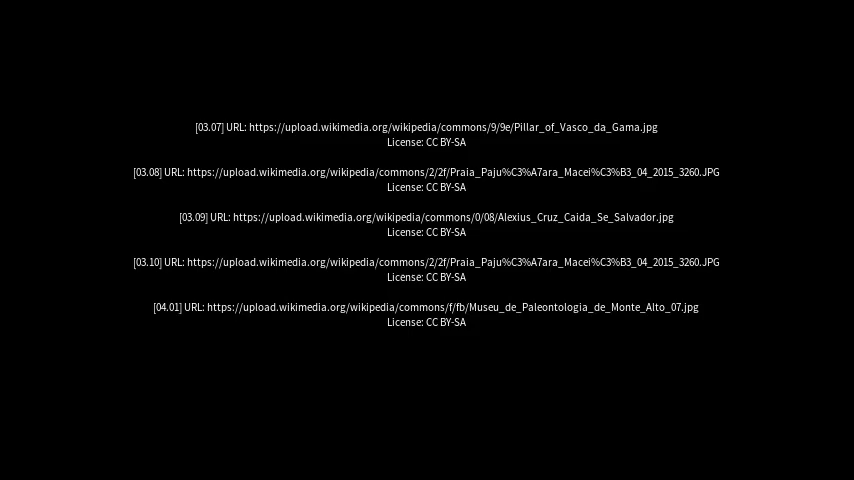 [03.07] URL: https://upload.wikimedia.org/wikipedia/commons/9/9e/Pillar_of_Vasco_da_Gama.jpg
License: CC BY-SA
[03.08] URL: https://upload.wikimedia.org/wikipedia/commons/2/2f/Praia_Paju%C3%A7ara_Macei%C3%B3_04_2015_3260.JPG
License: CC BY-SA
[03.09] URL: https://upload.wikimedia.org/wikipedia/commons/0/08/Alexius_Cruz_Caida_Se_Salvador.jpg
License: CC BY-SA
[03.10] URL: https://upload.wikimedia.org/wikipedia/commons/2/2f/Praia_Paju%C3%A7ara_Macei%C3%B3_04_2015_3260.JPG
License: CC BY-SA
[04.01] URL: https://upload.wikimedia.org/wikipedia/commons/f/fb/Museu_de_Paleontologia_de_Monte_Alto_07.jpg
License: CC BY-SA